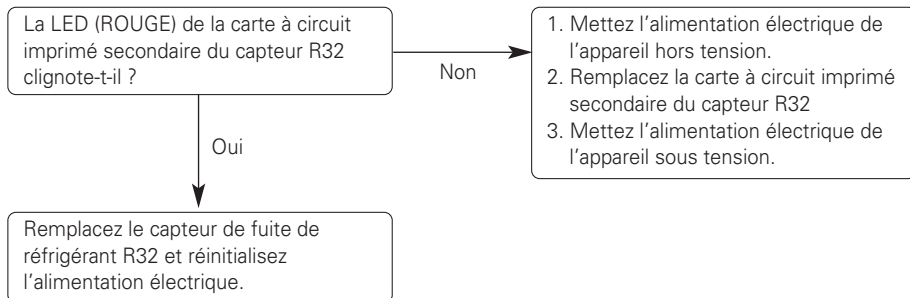 La LED (ROUGE) de la carte à circuit
imprimé secondaire du capteur R32
clignote-t-il ?
Non
1. Mettez l'alimentation électrique de
l'appareil hors tension.
2. Remplacez la carte à circuit imprimé
secondaire du capteur R32
3. Mettez l'alimentation électrique de
l'appareil sous tension.
Oui
Remplacez le capteur de fuite de
réfrigérant R32 et réinitialisez
l'alimentation électrique.